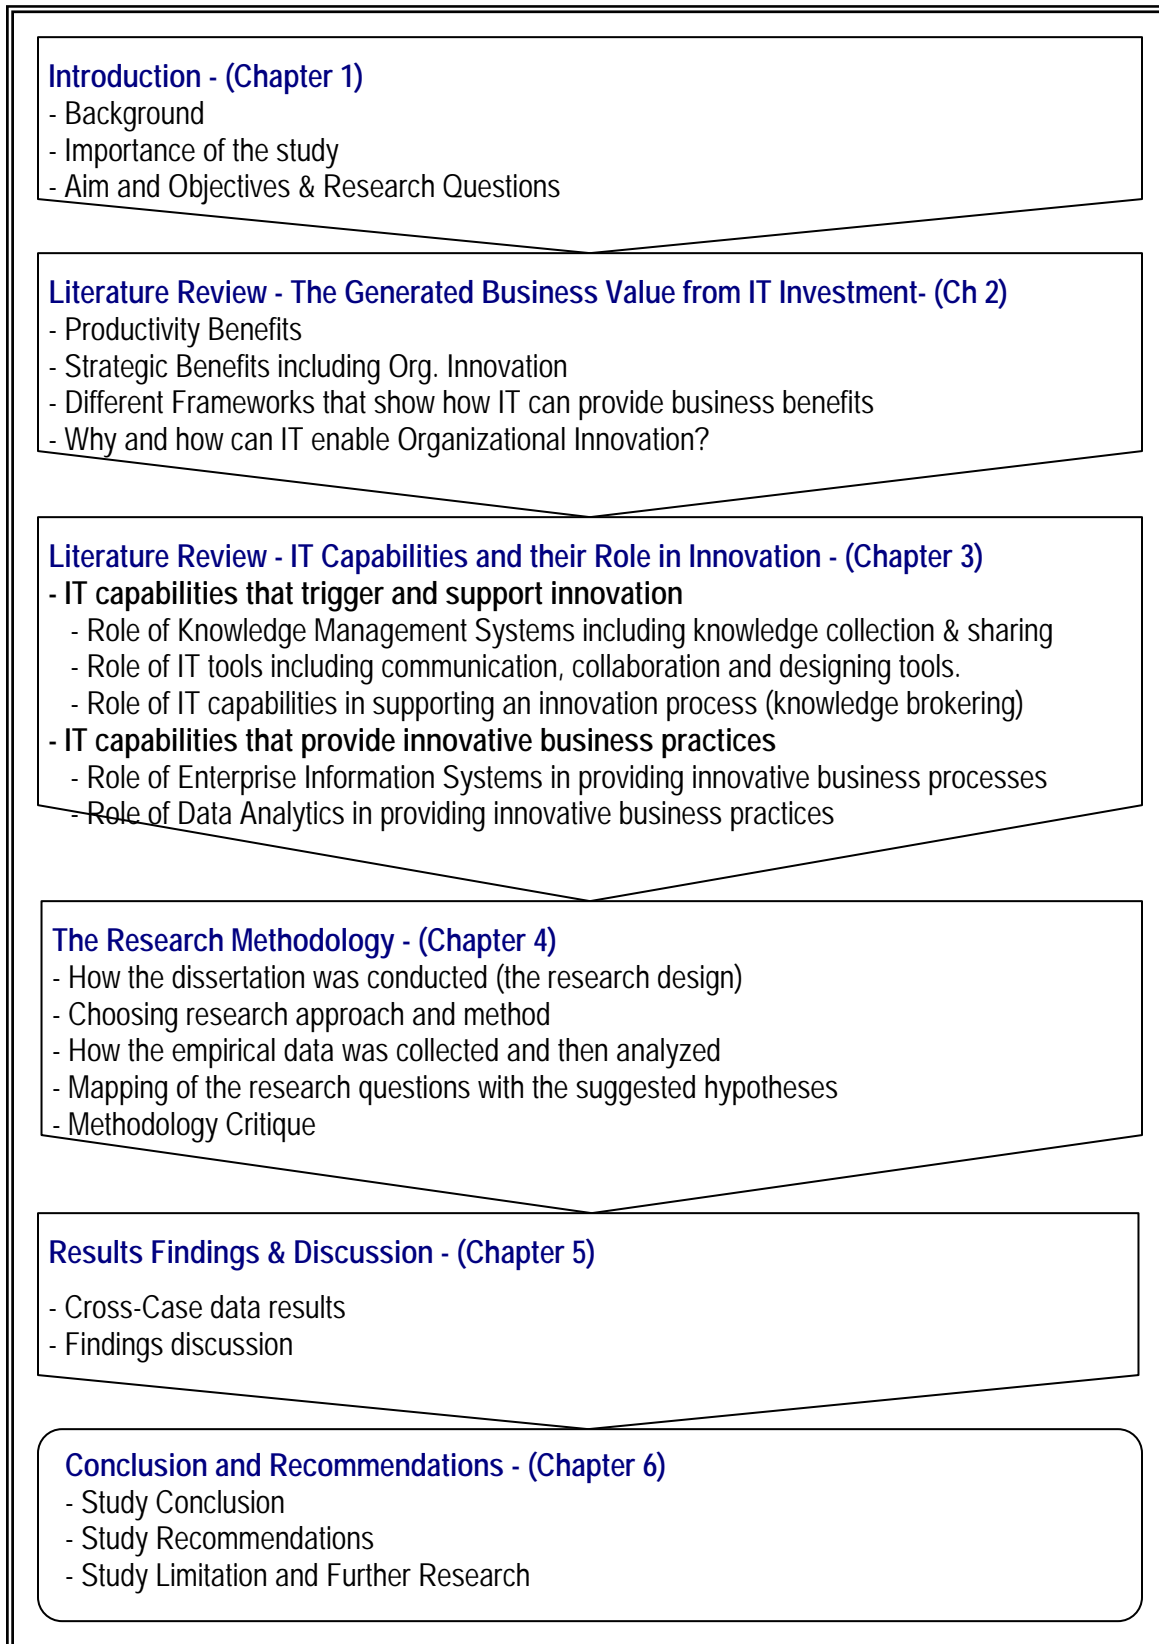 Introduction - (Chapter 1)
- Background
- Importance of the study
- Aim and Objectives & Research Questions
Literature Review - The Generated Business Value from IT Investment- (Ch 2)
- Productivity Benefits
- Strategic Benefits including Org. Innovation
- Different Frameworks that show how IT can provide business benefits
- Why and how can IT enable Organizational Innovation?
Literature Review - IT Capabilities and their Role in Innovation - (Chapter 3)
- IT capabilities that trigger and support innovation
- Role of Knowledge Management Systems including knowledge collection & sharing
- Role of IT tools including communication, collaboration and designing tools.
- Role of IT capabilities in supporting an innovation process (knowledge brokering)
- IT capabilities that provide innovative business practices
- Role of Enterprise Information Systems in providing innovative business processes
- Role of Data Analytics in providing innovative business practices
The Research Methodology - (Chapter 4)
- How the dissertation was conducted (the research design)
- Choosing research approach and method
- How the empirical data was collected and then analyzed
- Mapping of the research questions with the suggested hypotheses
- Methodology Critique
Results Findings & Discussion - (Chapter 5)
- Cross-Case data results
- Findings discussion
Conclusion and Recommendations - (Chapter 6)
- Study Conclusion
- Study Recommendations
- Study Limitation and Further Research